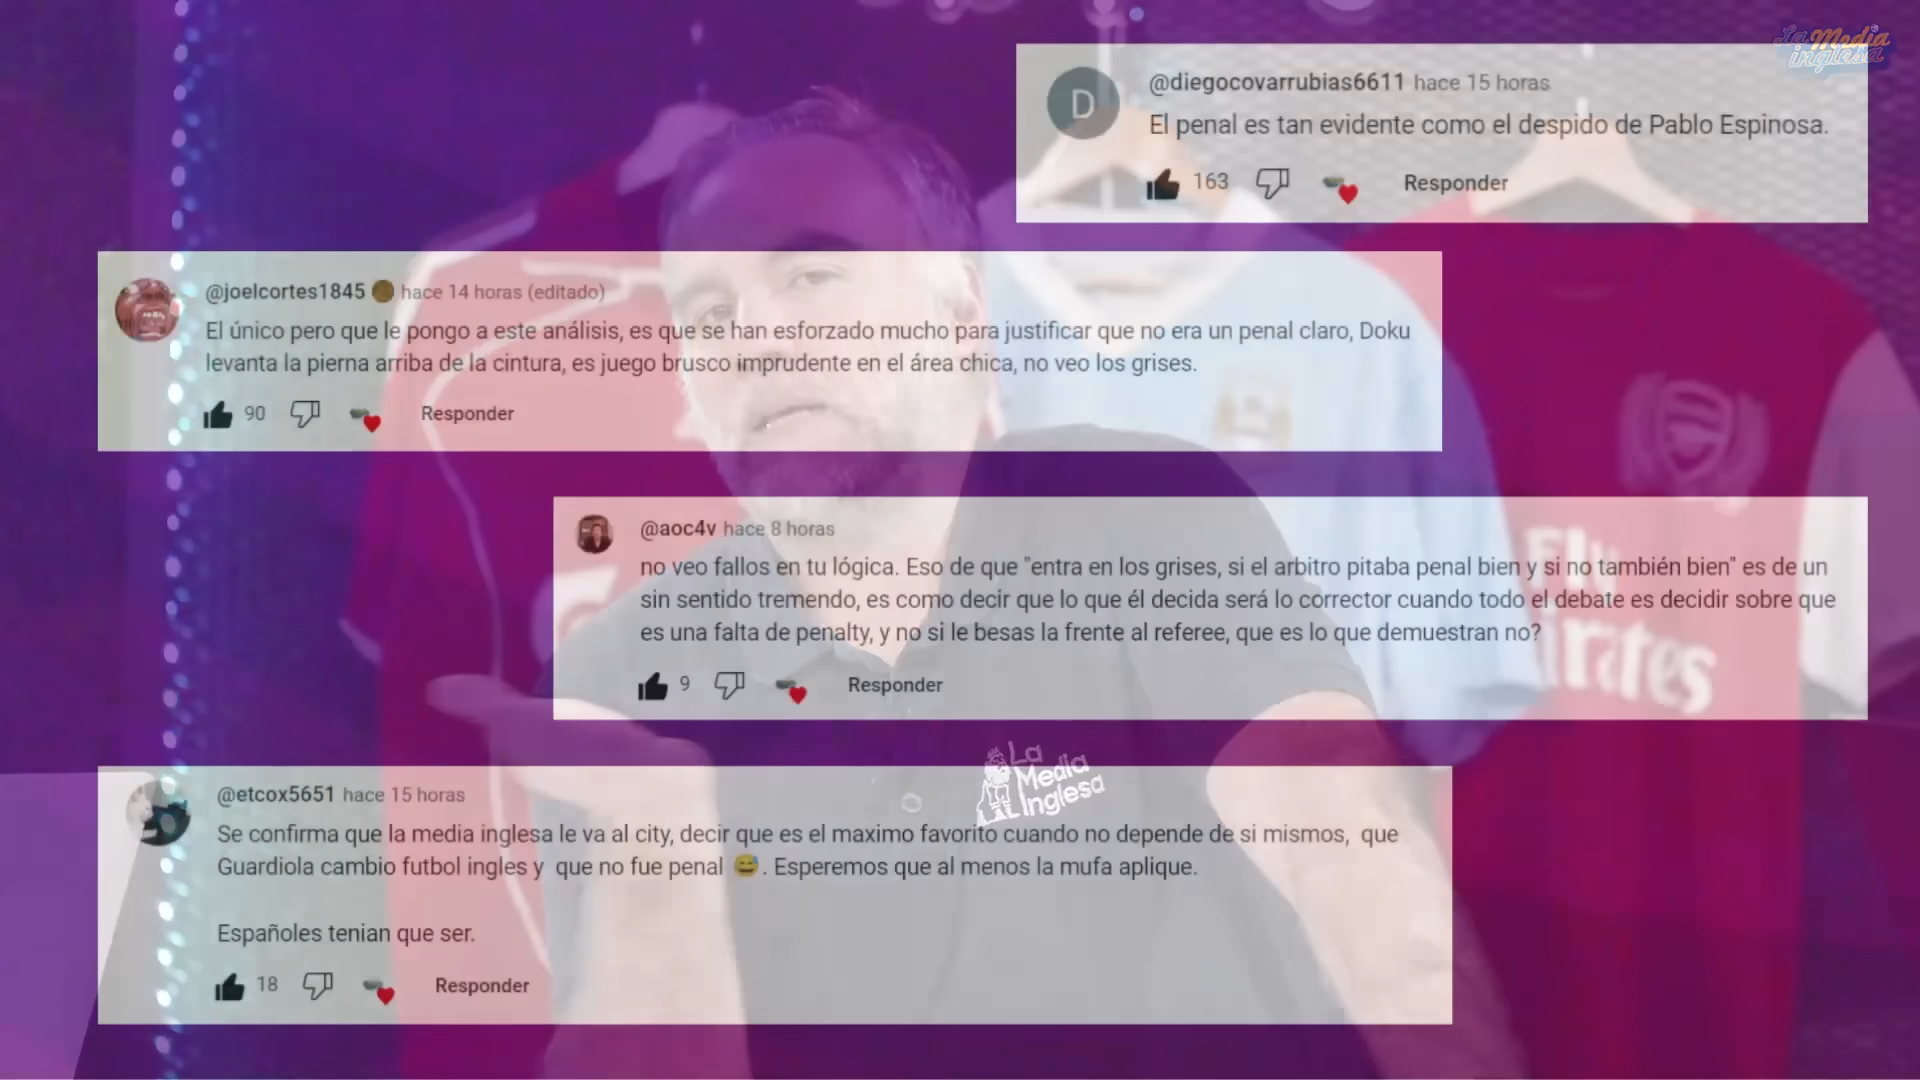 La Media inglesa
@diegocovarrubias6611 hace 15 horas
El penal es tan evidente como el despido de Pablo Espinosa.
163 Responder
@joelcortes1845 hace 14 horas (editado)
El único pero que le pongo a este análisis, es que se han esforzado mucho para justificar que no era un penal claro, Doku
levanta la pierna arriba de la cintura, es juego brusco imprudente en el área chica, no veo los grises.
90 Responder
@aoc4v hace 8 horas
no veo fallos en tu lógica. Eso de que "entra en los grises, si el arbitro pitaba penal bien y si no también bien" es de un
sin sentido tremendo, es como decir que lo que él decida será lo corrector cuando todo el debate es decidir sobre que
es una falta de penalty, y no si le besas la frente al referee, que es lo que demuestran no?
9 Responder
Fly
Emirates
La
Media
Inglesa
@etcox5651 hace 15 horas
Se confirma que la media inglesa le va al city, decir que es el maximo favorito cuando no depende de si mismos, que
Guardiola cambio futbol ingles y que no fue penal 😅. Esperemos que al menos la mufa aplique.
Españoles tenian que ser.
18 Responder